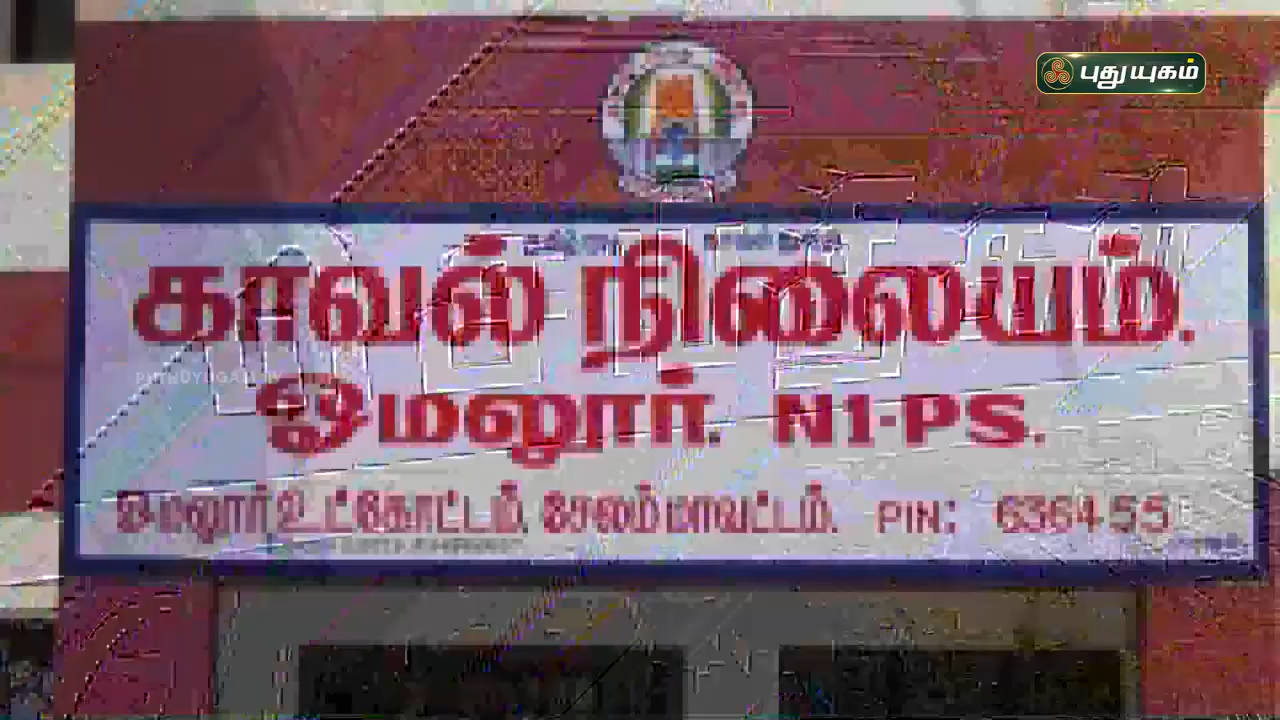 புதுயுகம்
காவல் நிலையம்.
ஓமலூர். N1-PS.
ஓமலூர் உட்கோட்டம். சேலம் மாவட்டம். PIN: 636455